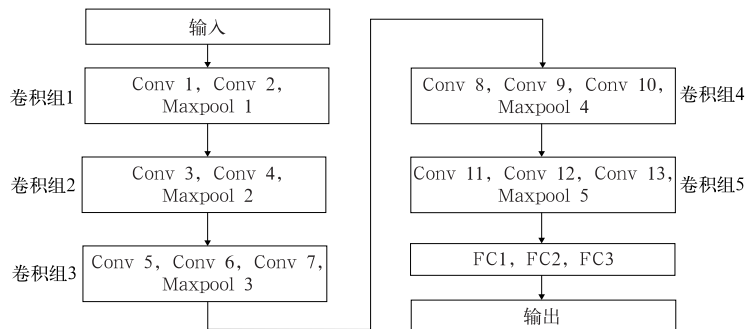 输入
卷积组1
Conv 1, Conv 2,
Maxpool 1
卷积组2
Conv 3, Conv 4,
Maxpool 2
卷积组3
Conv 5, Conv 6, Conv 7,
Maxpool 3
Conv 8, Conv 9, Conv 10,
Maxpool 4
卷积组4
Conv 11, Conv 12, Conv 13,
Maxpool 5
卷积组5
FC1, FC2, FC3
输出